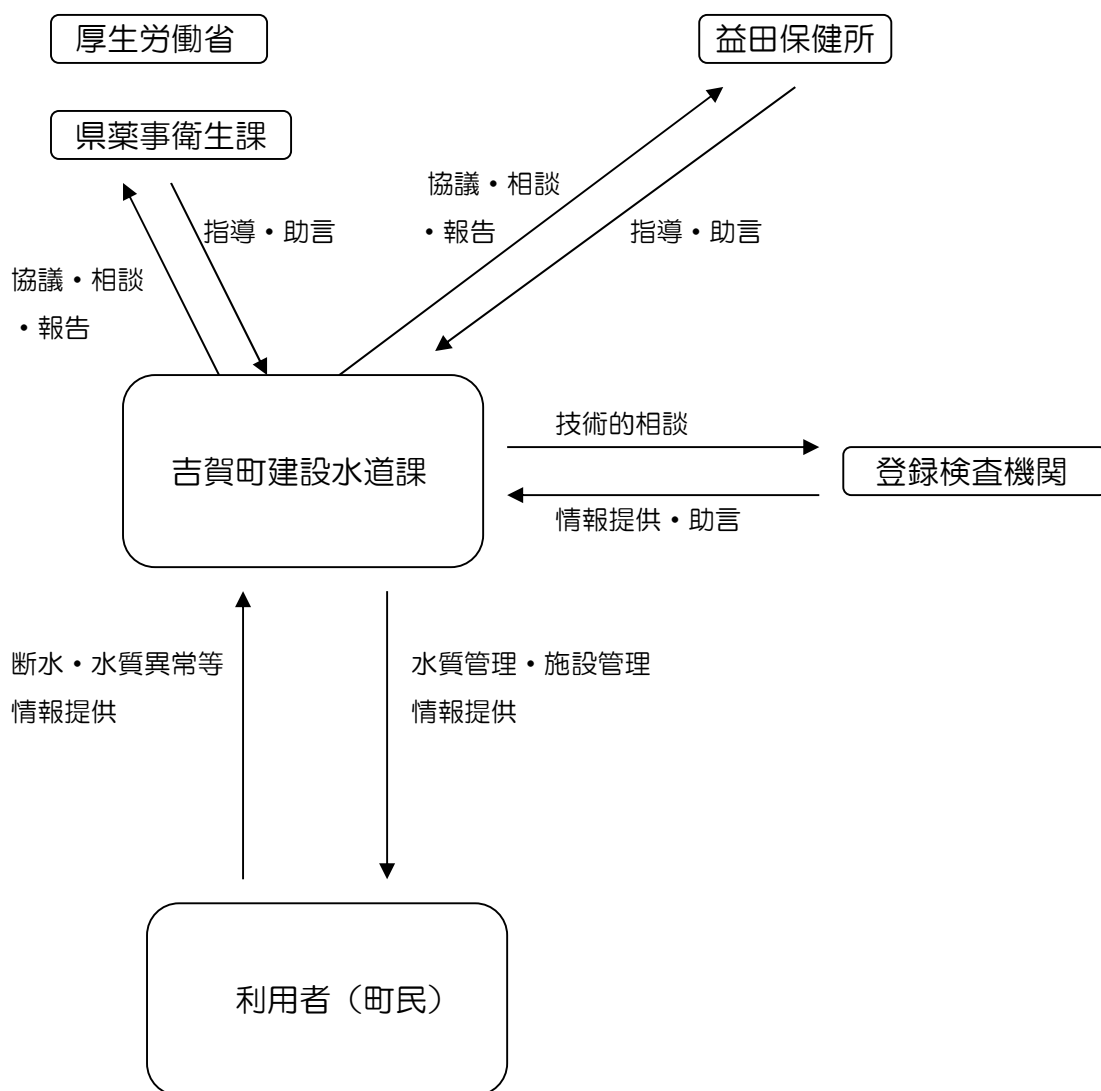 厚生労働省
益田保健所
県薬事衛生課
協議・相談
・報告
指導・助言
指導・助言
協議・相談
・報告
吉賀町建設水道課
技術的相談
登録検査機関
情報提供・助言
断水・水質異常等
情報提供
水質管理・施設管理
情報提供
利用者（町民）